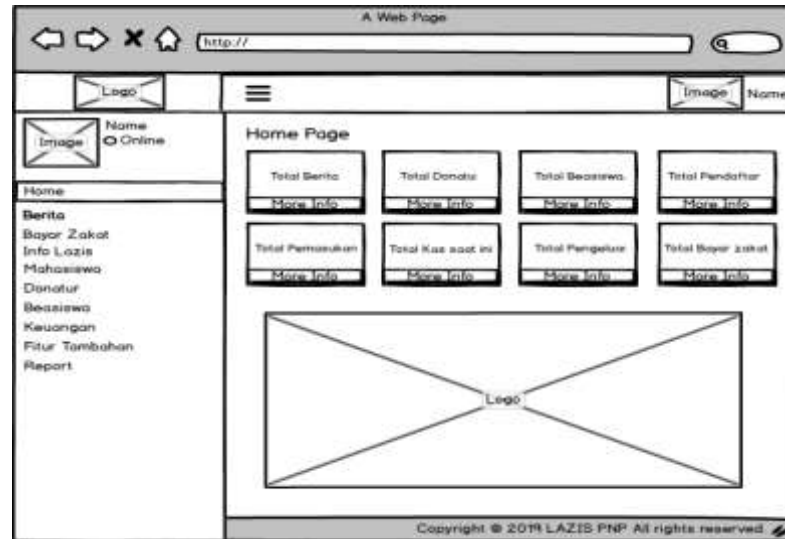 A Web Page
http://
Logo
Image
Name
Image
Name
Online
Home
Berita
Bayar Zakat
Info Lazis
Mahasiswa
Donatur
Beasiswa
Keuangan
Fitur Tambahan
Report
Home Page
Total Berita
Total Donatu
Total Beasiswa
Total Pendaftar
More Info
More Info
More Info
More Info
Total Pemasukan
Total Kas saat ini
Total Pengeluar
Total Bayar zakat
More Info
More Info
More Info
More Info
Logo
Copyright © 2019 LAZIS PNP All rights reserved